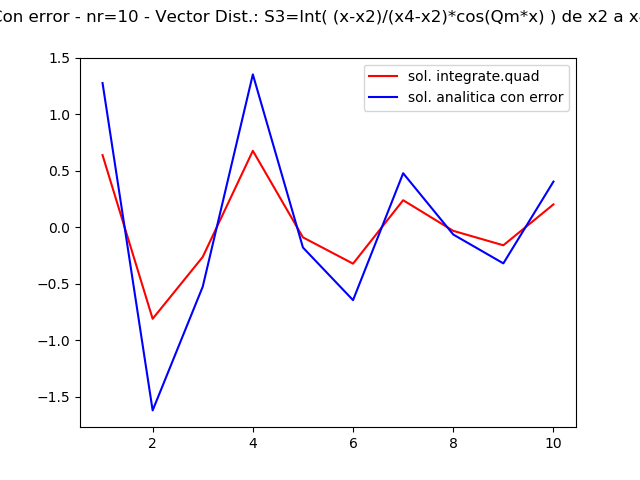 Con error - nr=10 - Vector Dist.: S3=Int( (x-x2)/(x4-x2)*cos(Qm*x) ) de x2 a x
sol. integrate.quad
sol. analitica con error
1.5
1.0
0.5
0.0
−0.5
−1.0
−1.5
2 4 6 8 10